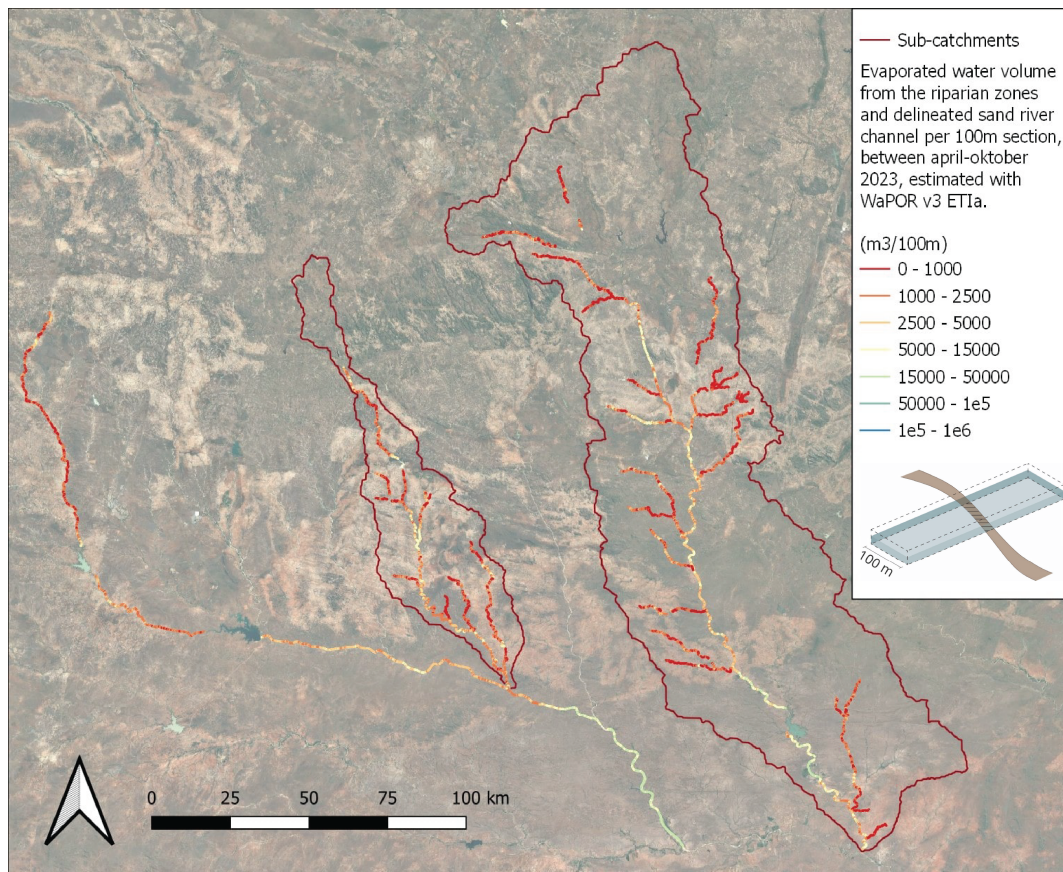 Sub-catchments
Evaporated water volume
from the riparian zones
and delineated sand river
channel per 100m section,
between april-oktober
2023, estimated with
WaPOR v3 ETIa.
(m3/100m)
0 - 1000
1000 - 2500
2500 - 5000
5000 - 15000
15000 - 50000
50000 - 1e5
1e5 - 1e6
100 m
0 25 50 75 100 km